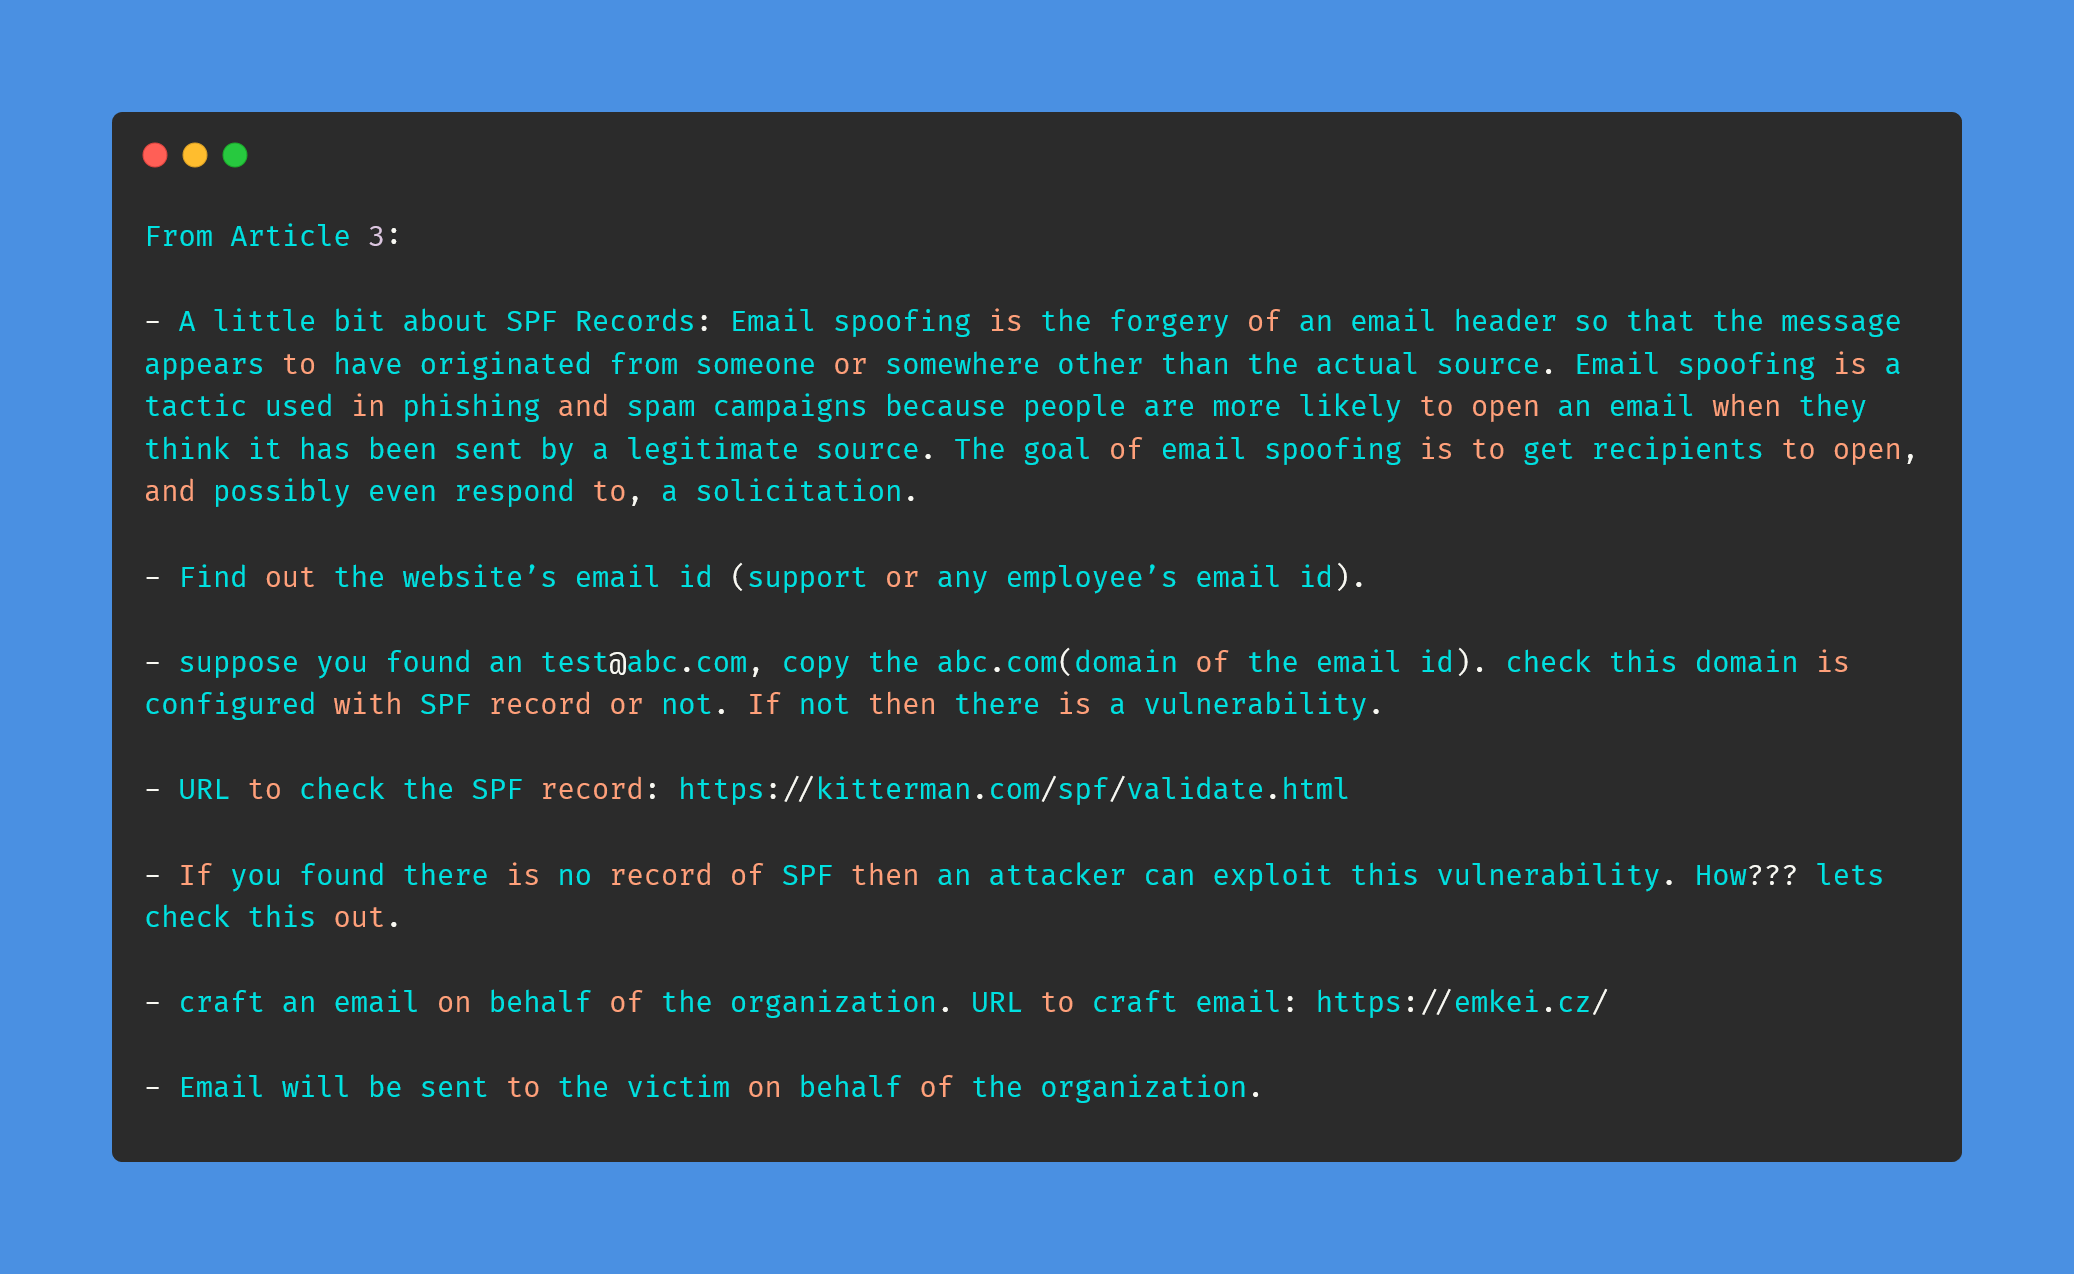 From Article 3:
- A little bit about SPF Records: Email spoofing is the forgery of an email header so that the message
appears to have originated from someone or somewhere other than the actual source. Email spoofing is a
tactic used in phishing and spam campaigns because people are more likely to open an email when they
think it has been sent by a legitimate source. The goal of email spoofing is to get recipients to open,
and possibly even respond to, a solicitation.
- Find out the website’s email id (support or any employee’s email id).
- suppose you found an test@abc.com, copy the abc.com(domain of the email id). check this domain is
configured with SPF record or not. If not then there is a vulnerability.
- URL to check the SPF record: https://kitterman.com/spf/validate.html
- If you found there is no record of SPF then an attacker can exploit this vulnerability. How??? lets
check this out.
- craft an email on behalf of the organization. URL to craft email: https://emkei.cz/
- Email will be sent to the victim on behalf of the organization.